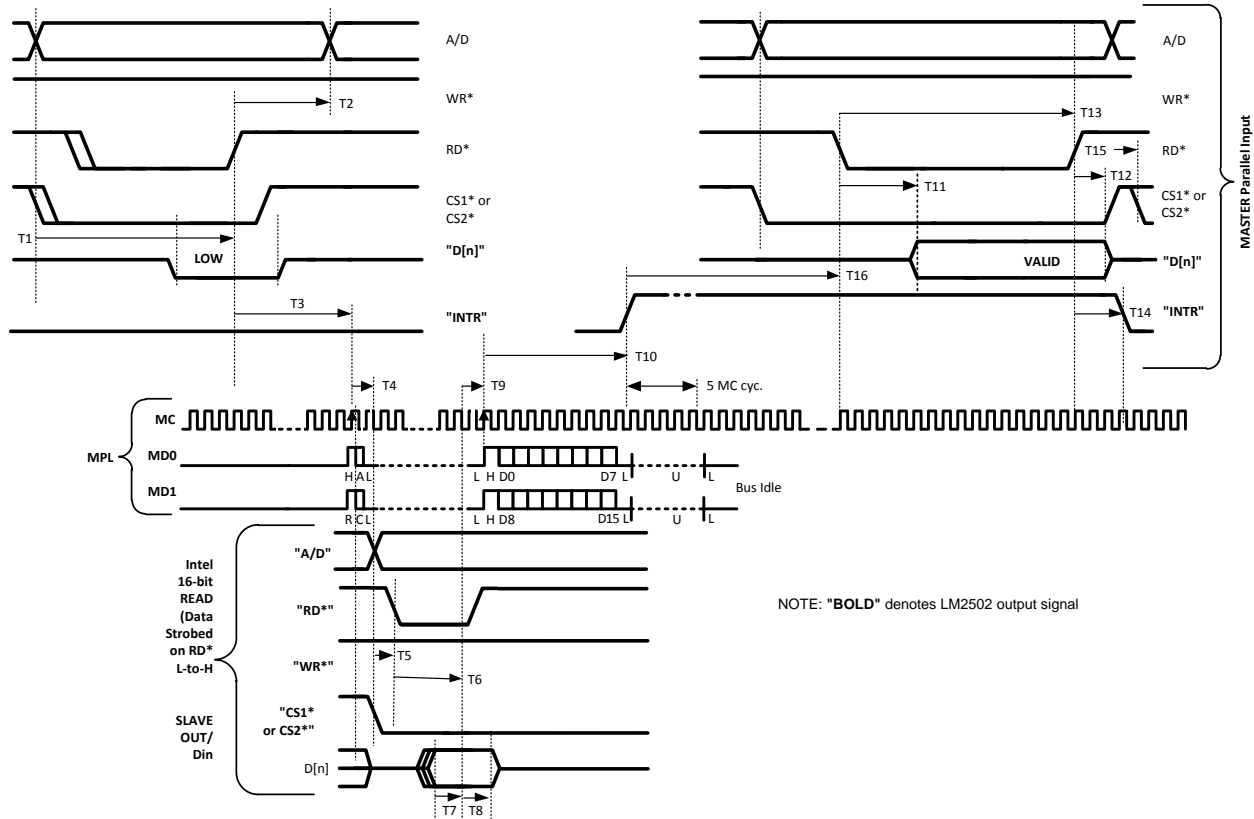 A/D
T2
WR*
RD*
CS1* or
CS2*
T1
LOW
"D[n]"
T3
"INTR"
A/D
WR*
T13
T15
RD*
T12
T11
CS1* or
CS2*
VALID
"D[n]"
T16
T14
"INTR"
MASTER Parallel Input
T10
T4
T9
5 MC cyc.
MPL
MC
MD0
H A L
L H D0
D7 L
U
L
Bus Idle
MD1
R C L
L H D8
D15 L
U
L
Intel
16-bit
READ
(Data
Strobed
on RD*
L-to-H
SLAVE
OUT/
Din
"A/D"
"RD*"
T5
"WR*"
T6
"CS1*
or CS2*"
D[n]
T7
T8
NOTE: "BOLD" denotes LM2502 output signal